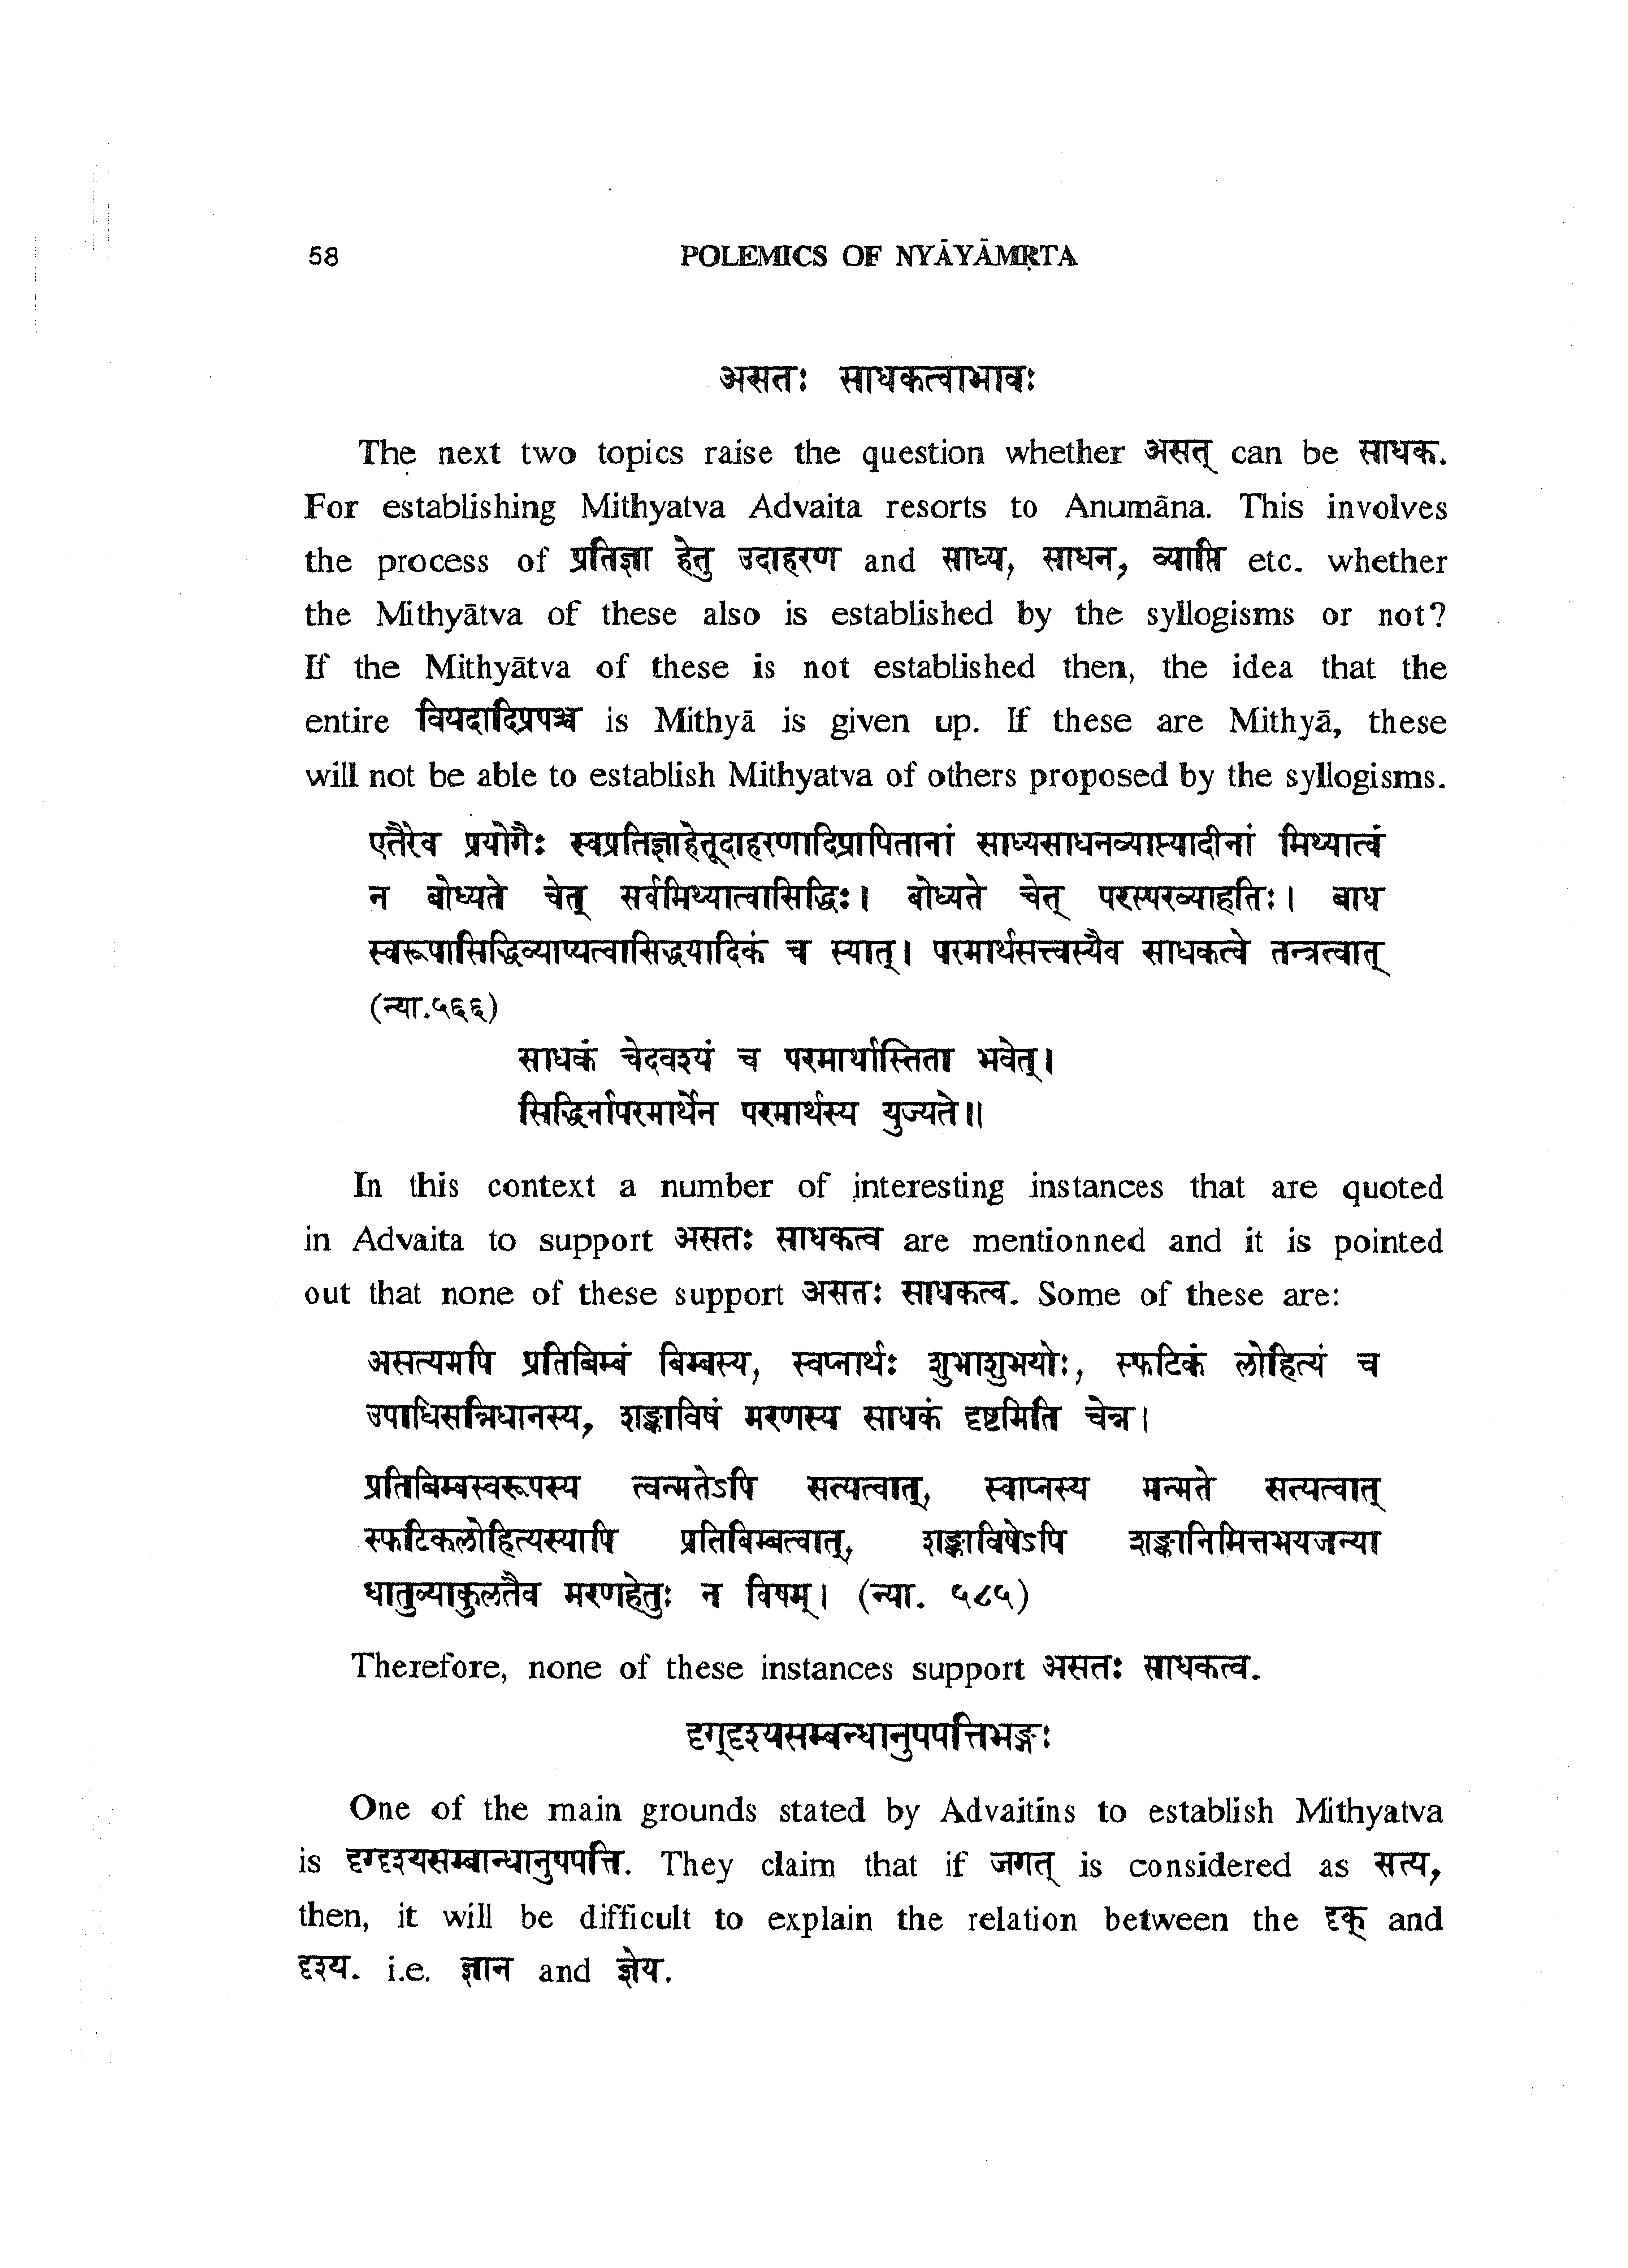 58 POLEMICS OF NYĀYĀMṚTA
असतः साधकत्वाभावः
The next two topics raise the question whether असत् can be साधक.
For establishing Mithyatva Advaita resorts to Anumāna. This involves
the process of प्रतिज्ञा हेतु उदाहरण and साध्य, साधन, व्याप्ति etc. whether
the Mithyātva of these also is established by the syllogisms or not?
If the Mithyātva of these is not established then, the idea that the
entire वियदादिप्रपञ्च is Mithyā is given up. If these are Mithyā, these
will not be able to establish Mithyatva of others proposed by the syllogisms.
एतैरेव प्रयोगैः स्वप्रतिज्ञाहेतूदाहरणादिप्रापितानां साध्यसाधनव्याप्त्यादीनां मिथ्यात्वं
न बोध्यते चेत् सर्वमिथ्यात्वासिद्धिः। बोध्यते चेत् परस्परव्याहतिः। बाध
स्वरूपासिद्धिव्याप्यत्वासिद्धयादिकं च स्यात्। परमार्थसत्त्वस्यैव साधकत्वे तन्त्रत्वात्
(न्या.५६६)
साधकं चेदवश्यं च परमार्थास्तिता भवेत्।
सिद्धिर्नापरमार्थेन परमार्थस्य युज्यते॥
In this context a number of interesting instances that are quoted
in Advaita to support असतः साधकत्व are mentionned and it is pointed
out that none of these support असतः साधकत्व. Some of these are:
असत्यमपि प्रतिबिम्बं बिम्बस्य, स्वप्नार्थः शुभाशुभयोः, स्फटिकं लोहित्यं च
उपाधिसन्निधानस्य, शङ्काविषं मरणस्य साधकं दृष्टमिति चेन्न।
प्रतिबिम्बस्वरूपस्य त्वन्मतेऽपि सत्यत्वात्, स्वाप्नस्य मन्मते सत्यत्वात्
स्फटिकलोहित्यस्यापि प्रतिबिम्बत्वात्, शङ्काविषेऽपि शङ्कानिमित्तभयजन्या
धातुव्याकुलतैव मरणहेतुः न विषम्। (न्या. ५८५)
Therefore, none of these instances support असतः साधकत्व.
दृग्दृश्यसम्बन्धानुपपत्तिभङ्गः
One of the main grounds stated by Advaitins to establish Mithyatva
is दृग्दृश्यसम्बान्धानुपपत्ति. They claim that if जगत् is considered as सत्य,
then, it will be difficult to explain the relation between the दृक् and
दृश्य. i.e. ज्ञान and ज्ञेय.